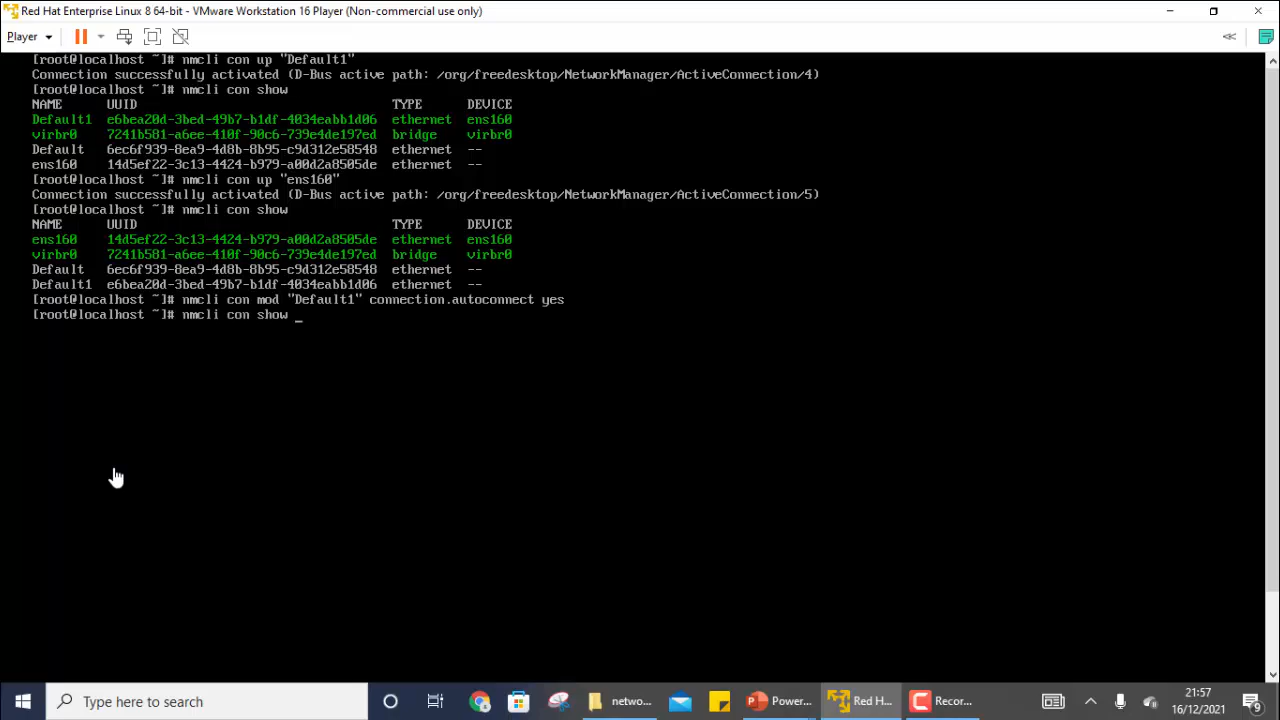 Red Hat Enterprise Linux 8 64-bit - VMware Workstation 16 Player (Non-commercial use only)
Player
[root@localhost ~]# nmcli con up "Default1"
Connection successfully activated (D-Bus active path: /org/freedesktop/NetworkManager/ActiveConnection/4)
[root@localhost ~]# nmcli con show
NAME UUID TYPE DEVICE
Default1 e6bea20d-3bed-49b7-b1df-4034eabb1d06 ethernet ens160
virbr0 7241b581-a6ee-410f-90c6-739e4de197ed bridge virbr0
Default 6ec6f939-8ea9-4d8b-8b95-c9d312e58548 ethernet --
ens160 14d5ef22-3c13-4424-b979-a00d2a8505de ethernet --
[root@localhost ~]# nmcli con up "ens160"
Connection successfully activated (D-Bus active path: /org/freedesktop/NetworkManager/ActiveConnection/5)
[root@localhost ~]# nmcli con show
NAME UUID TYPE DEVICE
ens160 14d5ef22-3c13-4424-b979-a00d2a8505de ethernet ens160
virbr0 7241b581-a6ee-410f-90c6-739e4de197ed bridge virbr0
Default 6ec6f939-8ea9-4d8b-8b95-c9d312e58548 ethernet --
Default1 e6bea20d-3bed-49b7-b1df-4034eabb1d06 ethernet --
[root@localhost ~]# nmcli con mod "Default1" connection.autoconnect yes
[root@localhost ~]# nmcli con show _
Type here to search
netwo...
Power...
Red H...
Recor...
21:57
16/12/2021
9